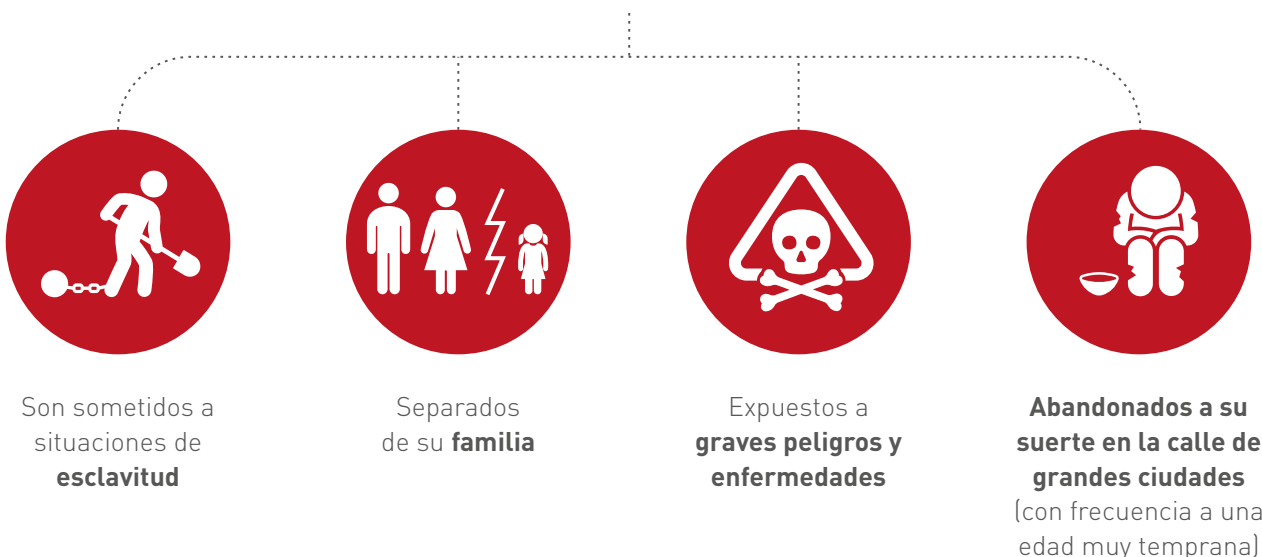 Son sometidos a
situaciones de
esclavitud
Separados
de su familia
Expuestos a
graves peligros y
enfermedades
Abandonados a su
suerte en la calle de
grandes ciudades
(con frecuencia a una
edad muy temprana)